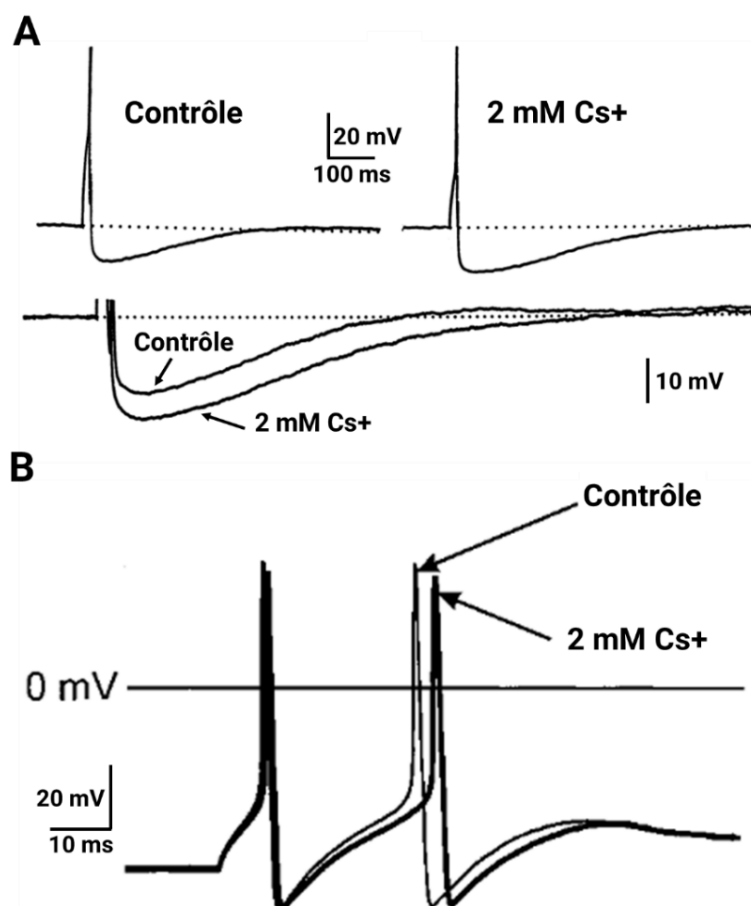 A
Contrôle
2 mM Cs+
20 mV
100 ms
Contrôle
2 mM Cs+
10 mV
B
Contrôle
2 mM Cs+
0 mV
20 mV
10 ms